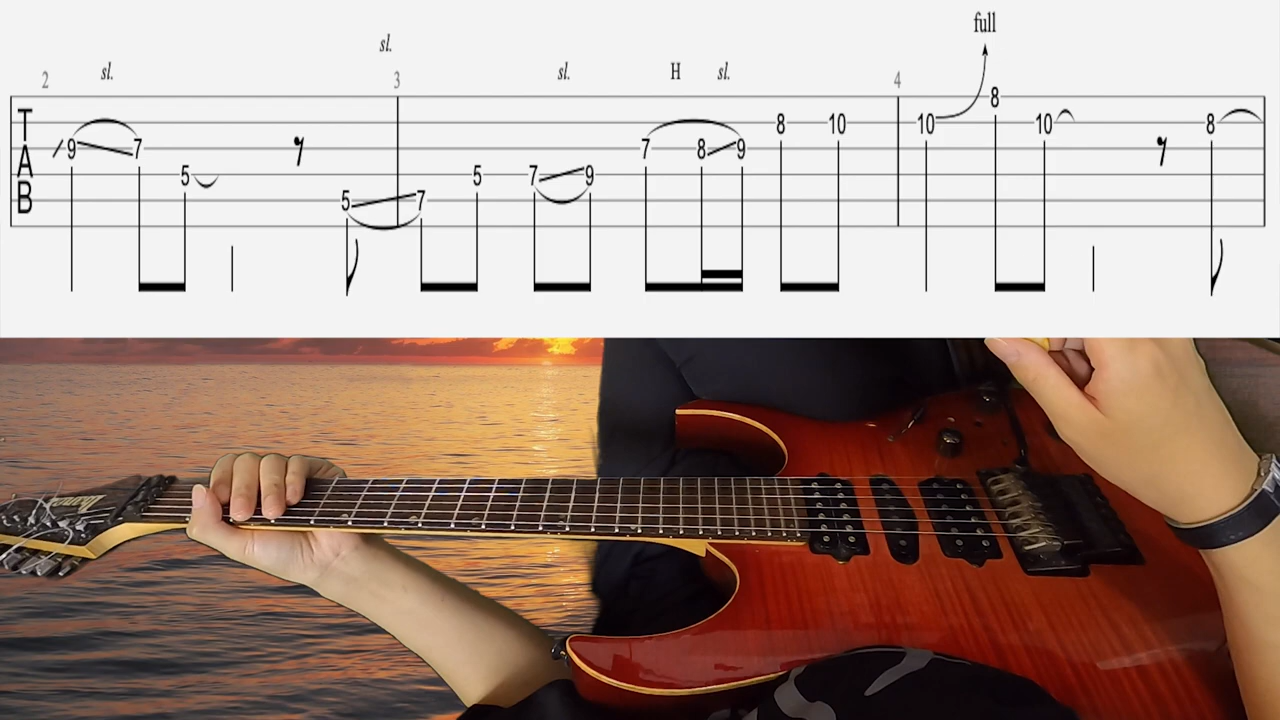 full
sl.
2 sl. 3 sl. H sl. 4
8
T 8 10 10 10 8
A 9 7 7 8 9
5 5 7 9
B 5 7